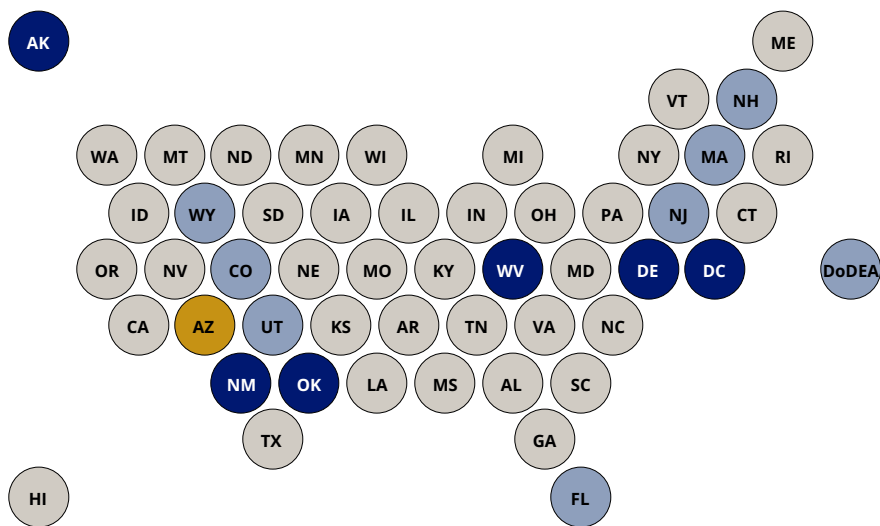 AK ME
VT NH
WA MT ND MN WI MI NY MA RI
ID WY SD IA IL IN OH PA NJ CT
OR NV CO NE MO KY WV MD DE DC DoDEA
CA AZ UT KS AR TN VA NC
NM OK LA MS AL SC
TX GA
HI FL